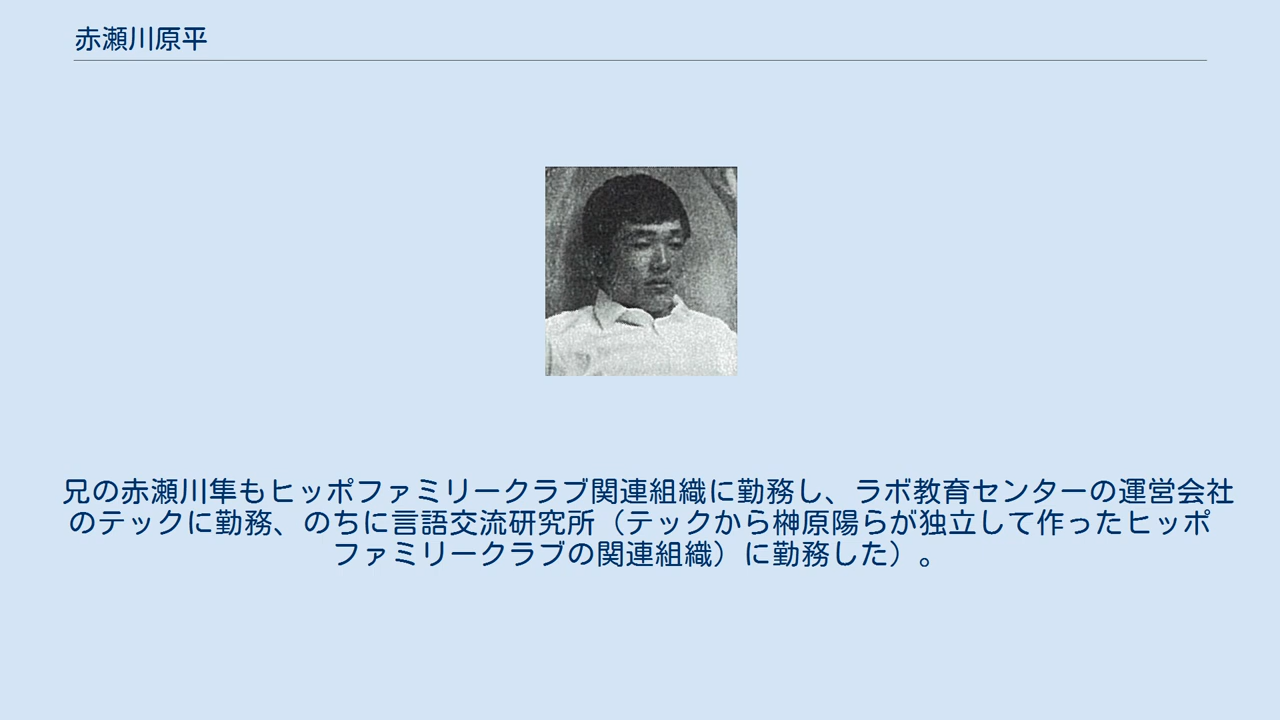 赤瀬川原平
兄の赤瀬川隼もヒッポファミリークラブ関連組織に勤務し、ラボ教育センターの運営会社
のテックに勤務、のちに言語交流研究所（テックから榊原陽らが独立して作ったヒッポ
ファミリークラブの関連組織）に勤務した）。